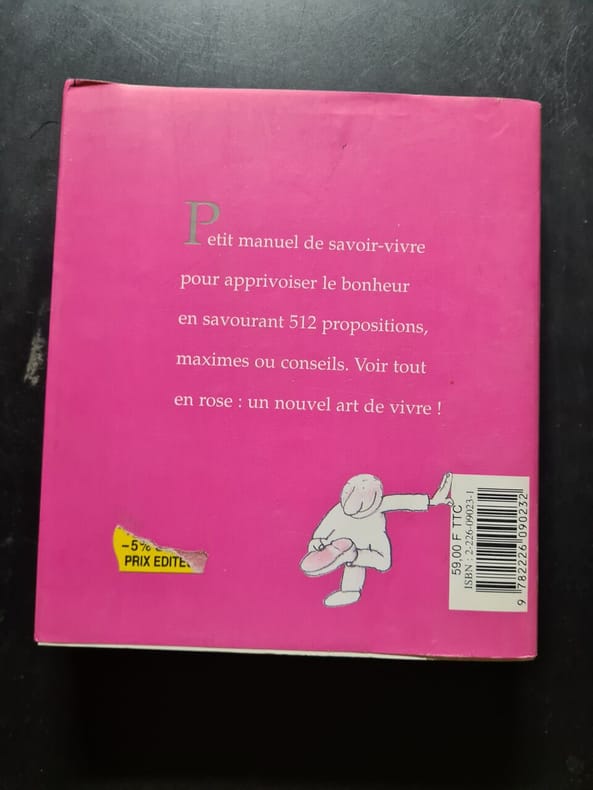 Petit manuel de savoir-vivre
pour apprivoiser le bonheur
en savourant 512 propositions,
maximes ou conseils. Voir tout
en rose : un nouvel art de vivre !
-5%
PRIX
59,00 F TTC
ISBN : 2-226-09023-1
9 782226 090232